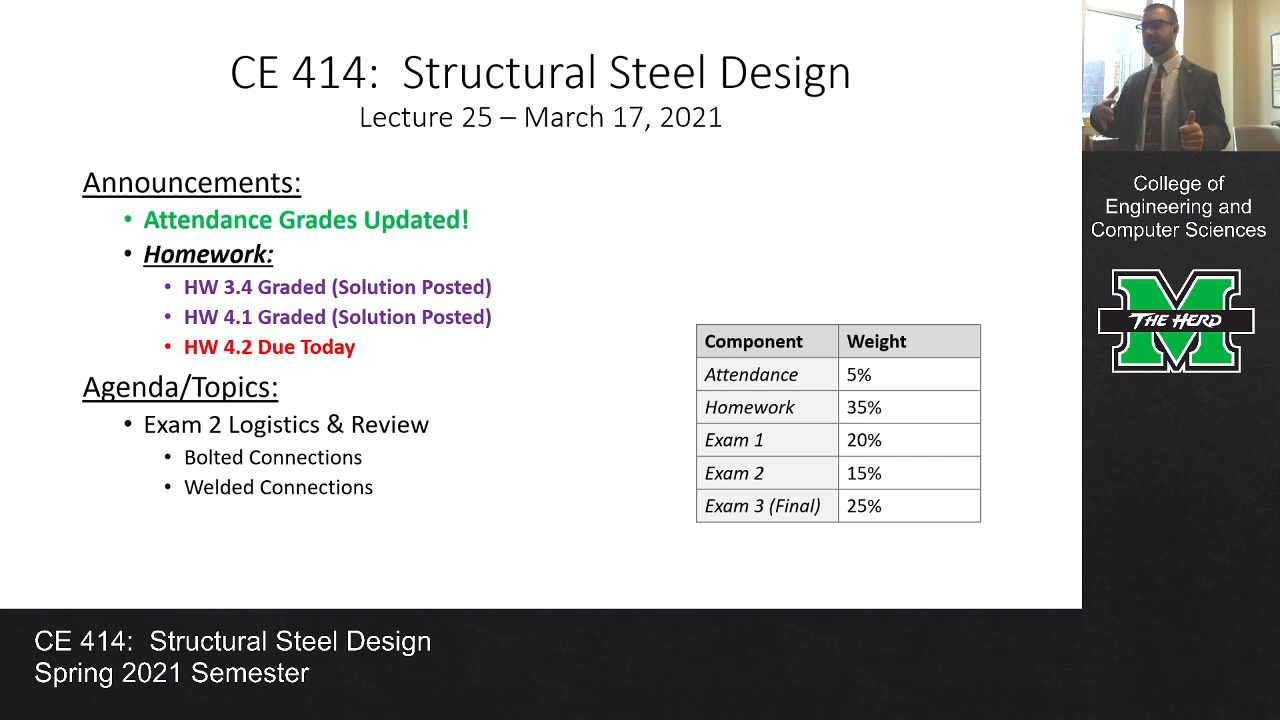 CE 414: Structural Steel Design
Lecture 25 – March 17, 2021
Announcements:
• Attendance Grades Updated!
• Homework:
• HW 3.4 Graded (Solution Posted)
• HW 4.1 Graded (Solution Posted)
• HW 4.2 Due Today
Agenda/Topics:
• Exam 2 Logistics & Review
• Bolted Connections
• Welded Connections
Component Weight
Attendance 5%
Homework 35%
Exam 1 20%
Exam 2 15%
Exam 3 (Final) 25%
College of
Engineering and
Computer Sciences
M
THE HERD
CE 414: Structural Steel Design
Spring 2021 Semester